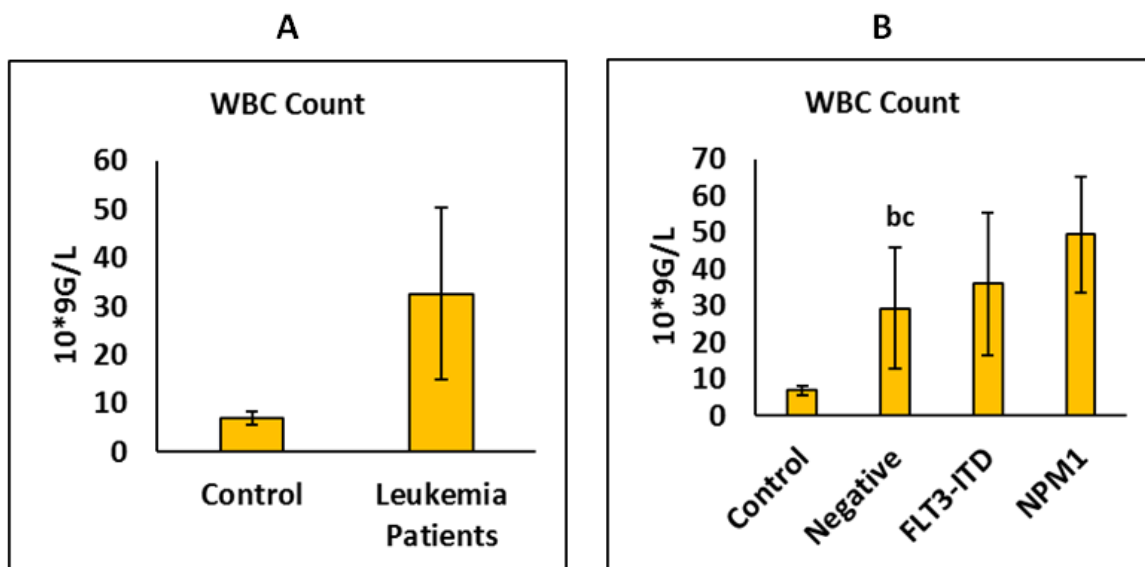 A
WBC Count
60
50
40
30
20
10
0
10*9G/L
Control
Leukemia
Patients
B
WBC Count
70
60
50
40
30
20
10
0
10*9G/L
bc
Control
Negative
FLT3-ITD
NPM1